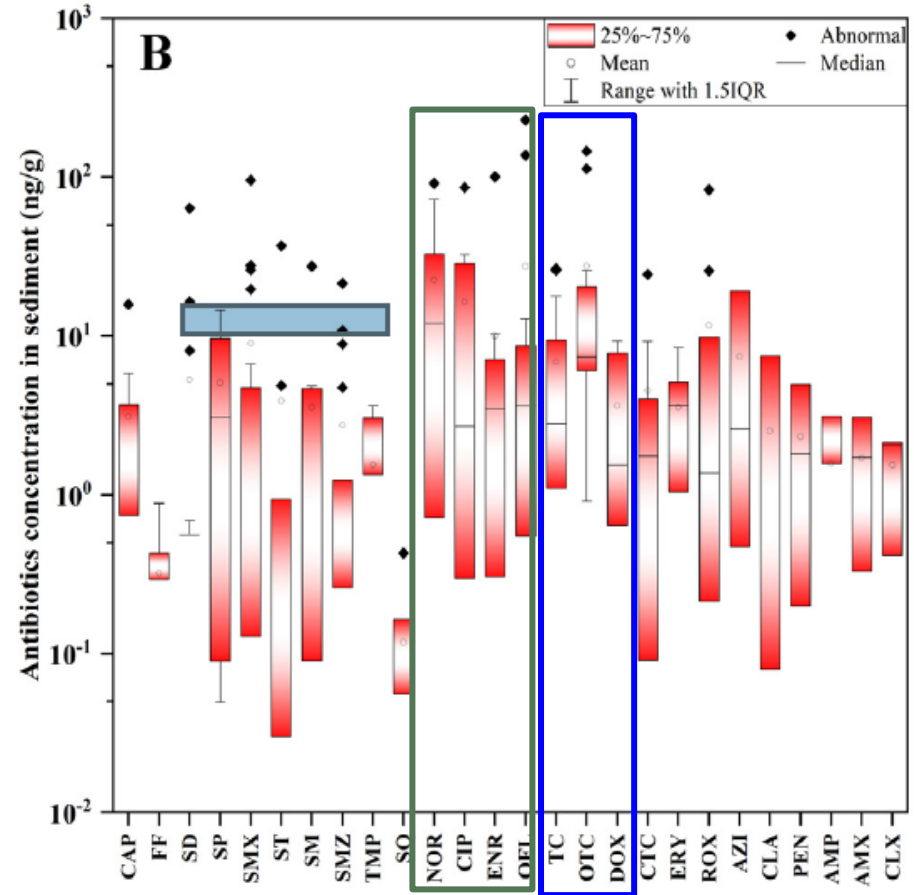 10³
B
25%~75%
Abnormal
Mean
Median
Range with 1.5IQR
10²
10¹
10⁰
10⁻¹
10⁻²
Antibiotics concentration in sediment (ng/g)
CAP FF SD SP SMX ST SM SMZ TMP NOR CIP ENR TC OTC DOX CTC ERY ROX AZI CLA PEN AMP AMX CLX